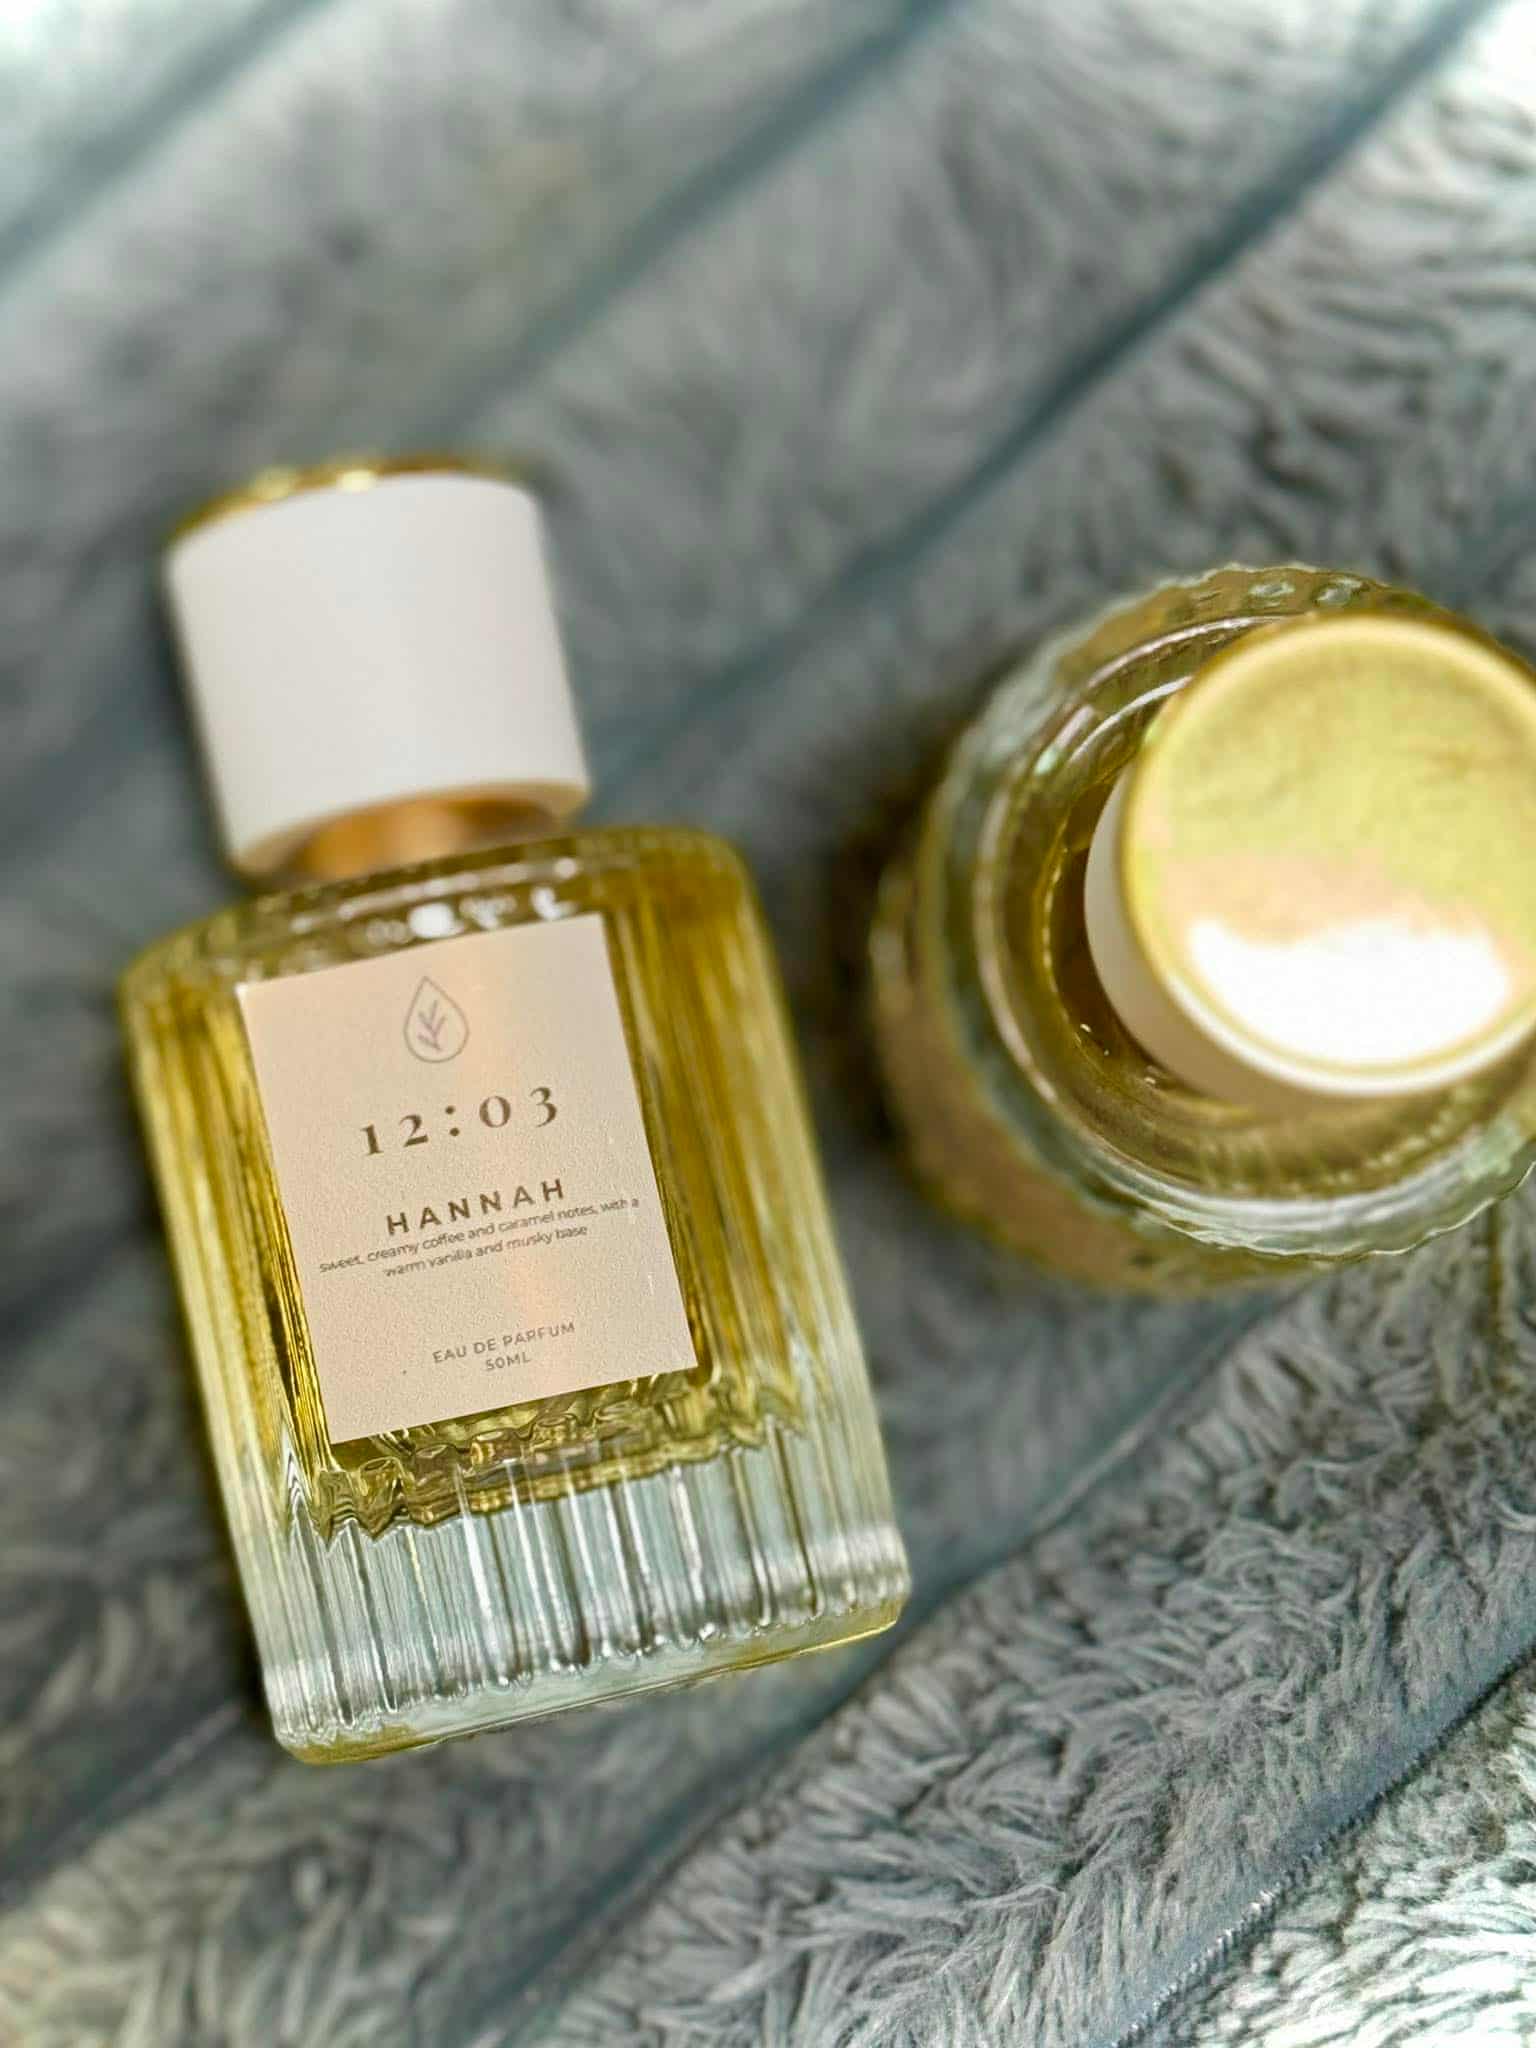 12:03
HANNAH
sweet, creamy coffee and caramel notes, with a
warm vanilla and musky base
EAU DE PARFUM
50ML